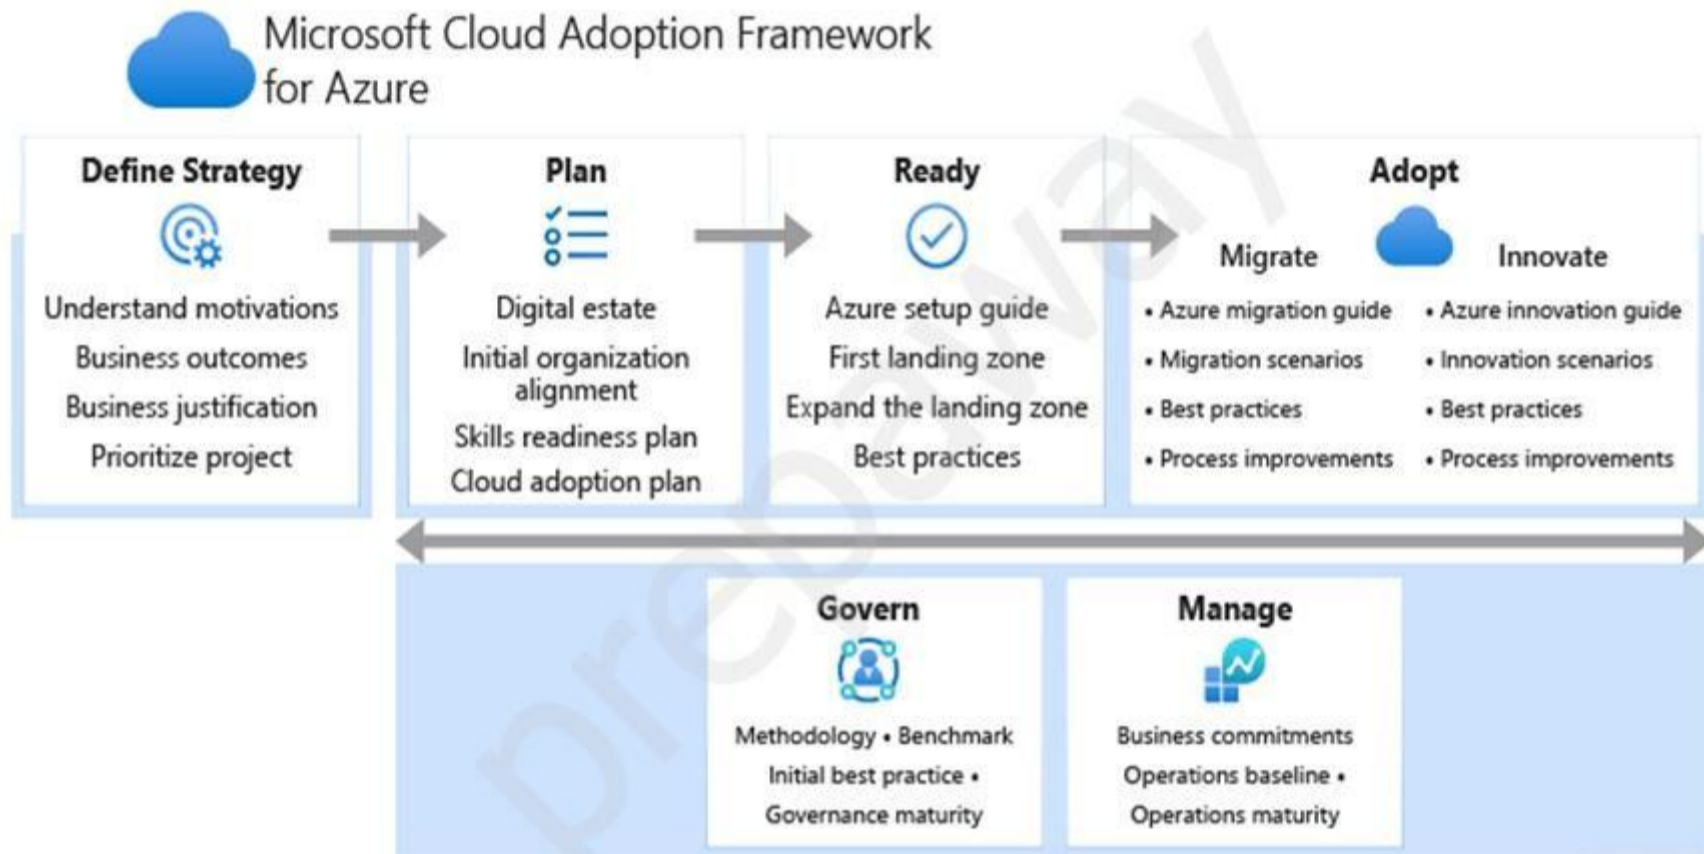 Microsoft Cloud Adoption Framework
for Azure
Define Strategy
Understand motivations
Business outcomes
Business justification
Prioritize project
Plan
Digital estate
Initial organization
alignment
Skills readiness plan
Cloud adoption plan
Ready
Azure setup guide
First landing zone
Expand the landing zone
Best practices
Adopt
Migrate
• Azure migration guide
• Migration scenarios
• Best practices
• Process improvements
Innovate
• Azure innovation guide
• Innovation scenarios
• Best practices
• Process improvements
Govern
Methodology • Benchmark
Initial best practice •
Governance maturity
Manage
Business commitments
Operations baseline •
Operations maturity
prepaway